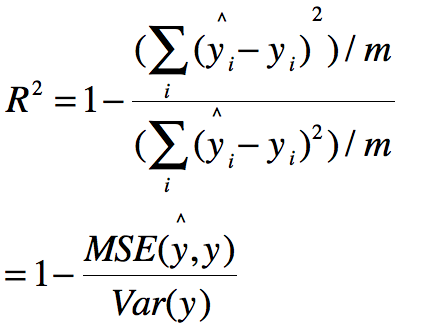 R² = 1 − (∑ᵢ(ŷᵢ − yᵢ)²)/m / (∑ᵢ(ŷᵢ − yᵢ)²)/m
= 1 − MSE(ŷ, y) / Var(y)